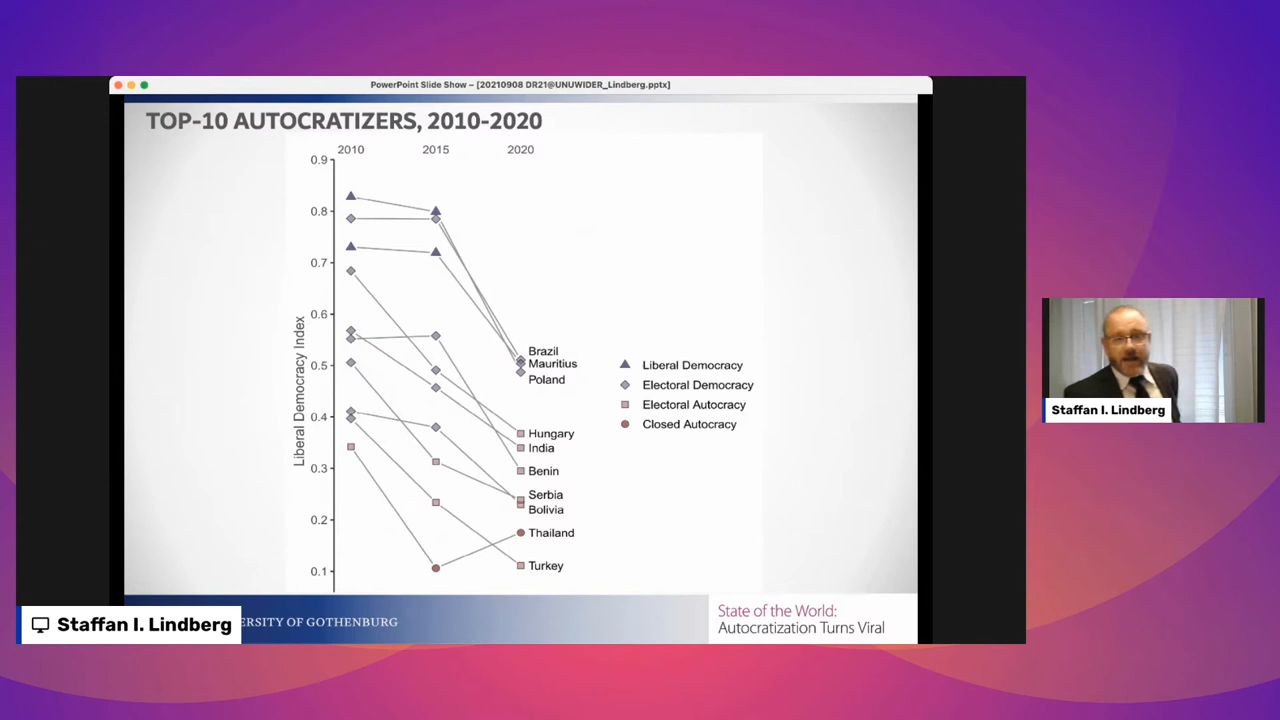 PowerPoint Slide Show – [20210908 DR21@UNUWIDER_Lindberg.pptx]
TOP-10 AUTOCRATIZERS, 2010-2020
2010 2015 2020
0.9
0.8
0.7
0.6
0.5
0.4
0.3
0.2
0.1
Liberal Democracy Index
Brazil
Mauritius
Poland
Hungary
India
Benin
Serbia
Bolivia
Thailand
Turkey
Liberal Democracy
Electoral Democracy
Electoral Autocracy
Closed Autocracy
Staffan I. Lindberg
Staffan I. Lindberg
ERSITY OF GOTHENBURG
State of the World:
Autocratization Turns Viral